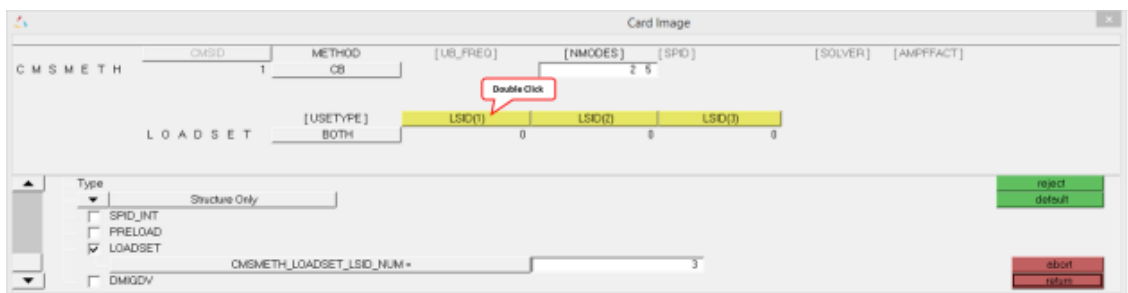 Card Image
CMSID METHOD [UB_FREQ] [NMODES] [SPID] [SOLVER] [AMPFFACT]
CMSMETH 1 CB 2 5
Double Click
[USETYPE] LSID(1) LSID(2) LSID(3)
LOADSET BOTH 0 0 0
Type reject
Structure Only default
SPID_INT
PRELOAD
LOADSET
CMSMETH_LOADSET_LSID_NUM = 3 abort
DMIGDV return